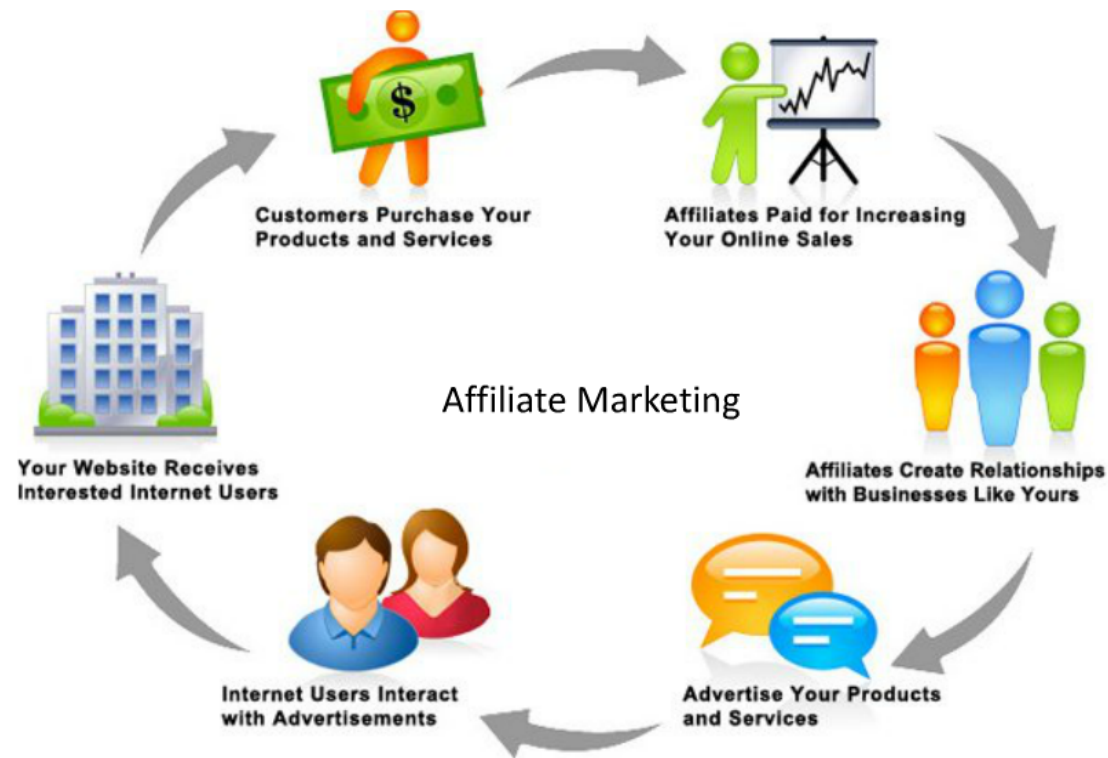 $
Customers Purchase Your
Products and Services
Affiliates Paid for Increasing
Your Online Sales
Affiliates Create Relationships
with Businesses Like Yours
Advertise Your Products
and Services
Internet Users Interact
with Advertisements
Your Website Receives
Interested Internet Users
Affiliate Marketing